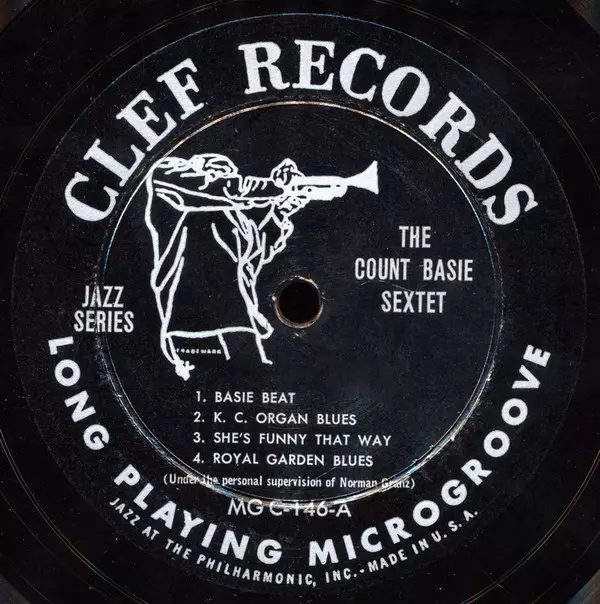 CLEF RECORDS
THE
COUNT BASIE
SEXTET
JAZZ
SERIES
TRADEMARK
1. BASIE BEAT
2. K. C. ORGAN BLUES
3. SHE'S FUNNY THAT WAY
4. ROYAL GARDEN BLUES
(Under the personal supervision of Norman Granz)
MG C-146-A
LONG PLAYING MICROGROOVE
JAZZ AT THE PHILHARMONIC, INC.-MADE IN U.S.A.